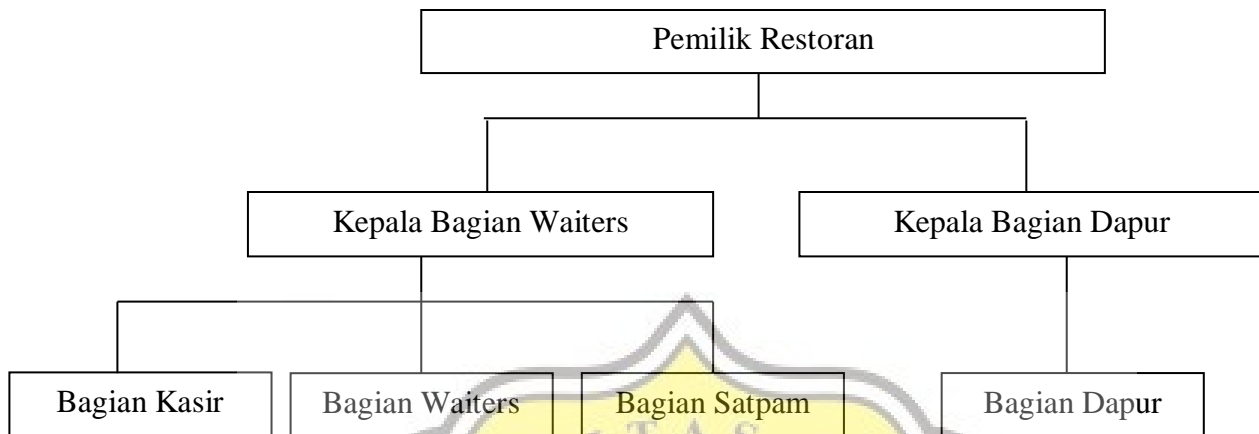 Pemilik Restoran
Kepala Bagian Waiters
Kepala Bagian Dapur
Bagian Kasir
Bagian Waiters
Bagian Satpam
Bagian Dapur